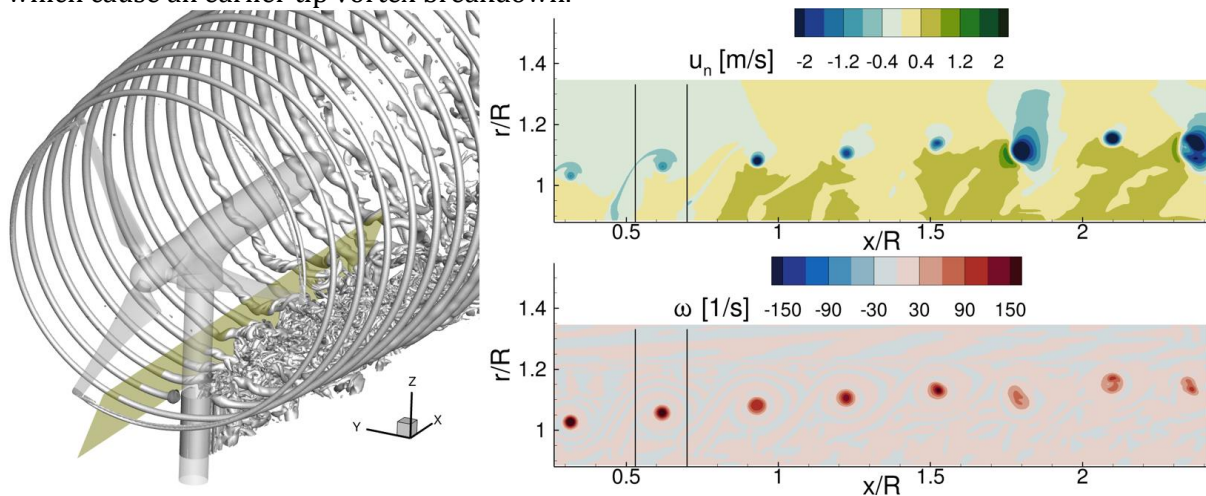 which cause an earlier tip vortex breakdown.
Z
Y
X
uₙ [m/s]
-2 -1.2 -0.4 0.4 1.2 2
r/R
1.4
1.2
1
0.5 1 1.5 2
x/R
ω [1/s]
-150 -90 -30 30 90 150
r/R
1.4
1.2
1
0.5 1 1.5 2
x/R